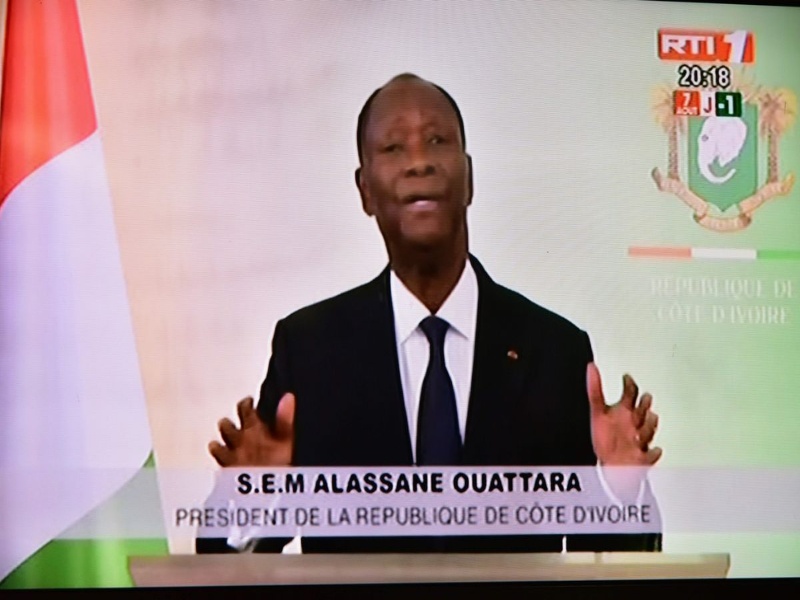 RTI 1
20:18
7 AOUT J -1
RÉPUBLIQUE DE
CÔTE D'IVOIRE
S.E.M ALASSANE OUATTARA
PRESIDENT DE LA REPUBLIQUE DE CÔTE D'IVOIRE